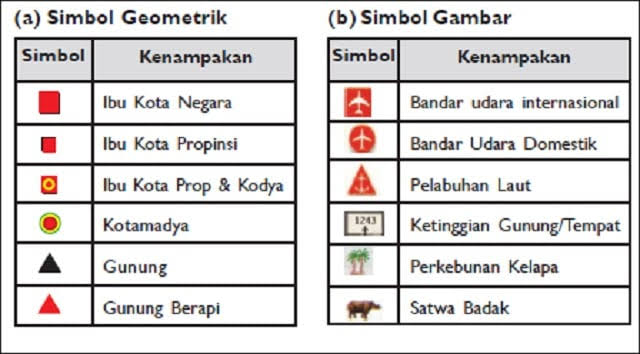 (a) Simbol Geometrik
Simbol Kenampakan
Ibu Kota Negara
Ibu Kota Propinsi
Ibu Kota Prop & Kodya
Kotamadya
Gunung
Gunung Berapi
(b) Simbol Gambar
Simbol Kenampakan
Bandar udara internasional
Bandar Udara Domestik
Pelabuhan Laut
1243 Ketinggian Gunung/Tempat
Perkebunan Kelapa
Satwa Badak